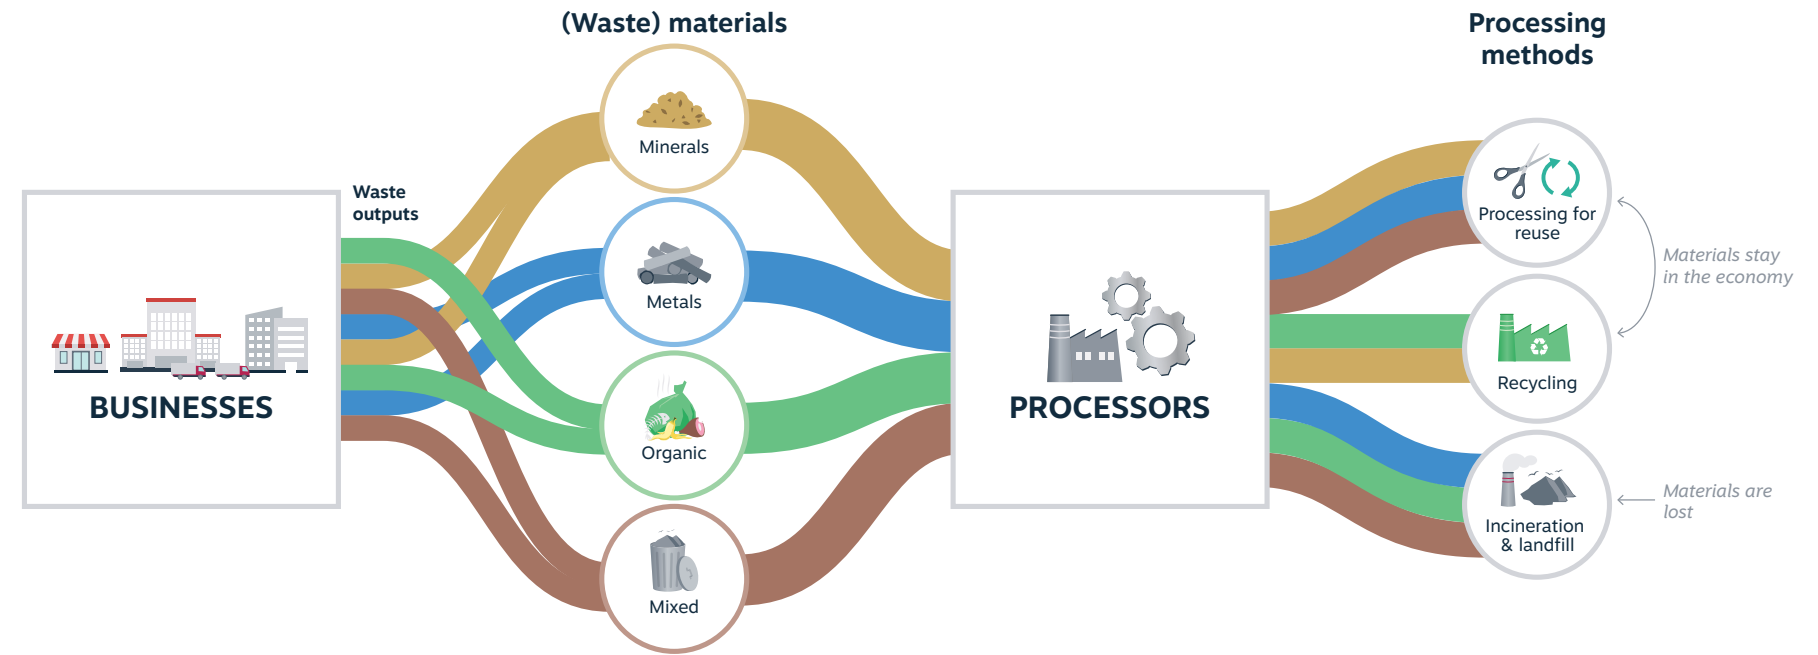 (Waste) materials
Processing
methods
Waste
outputs
BUSINESSES
Minerals
Metals
Organic
Mixed
PROCESSORS
Processing for
reuse
Recycling
Incineration
& landfill
Materials stay
in the economy
Materials are
lost